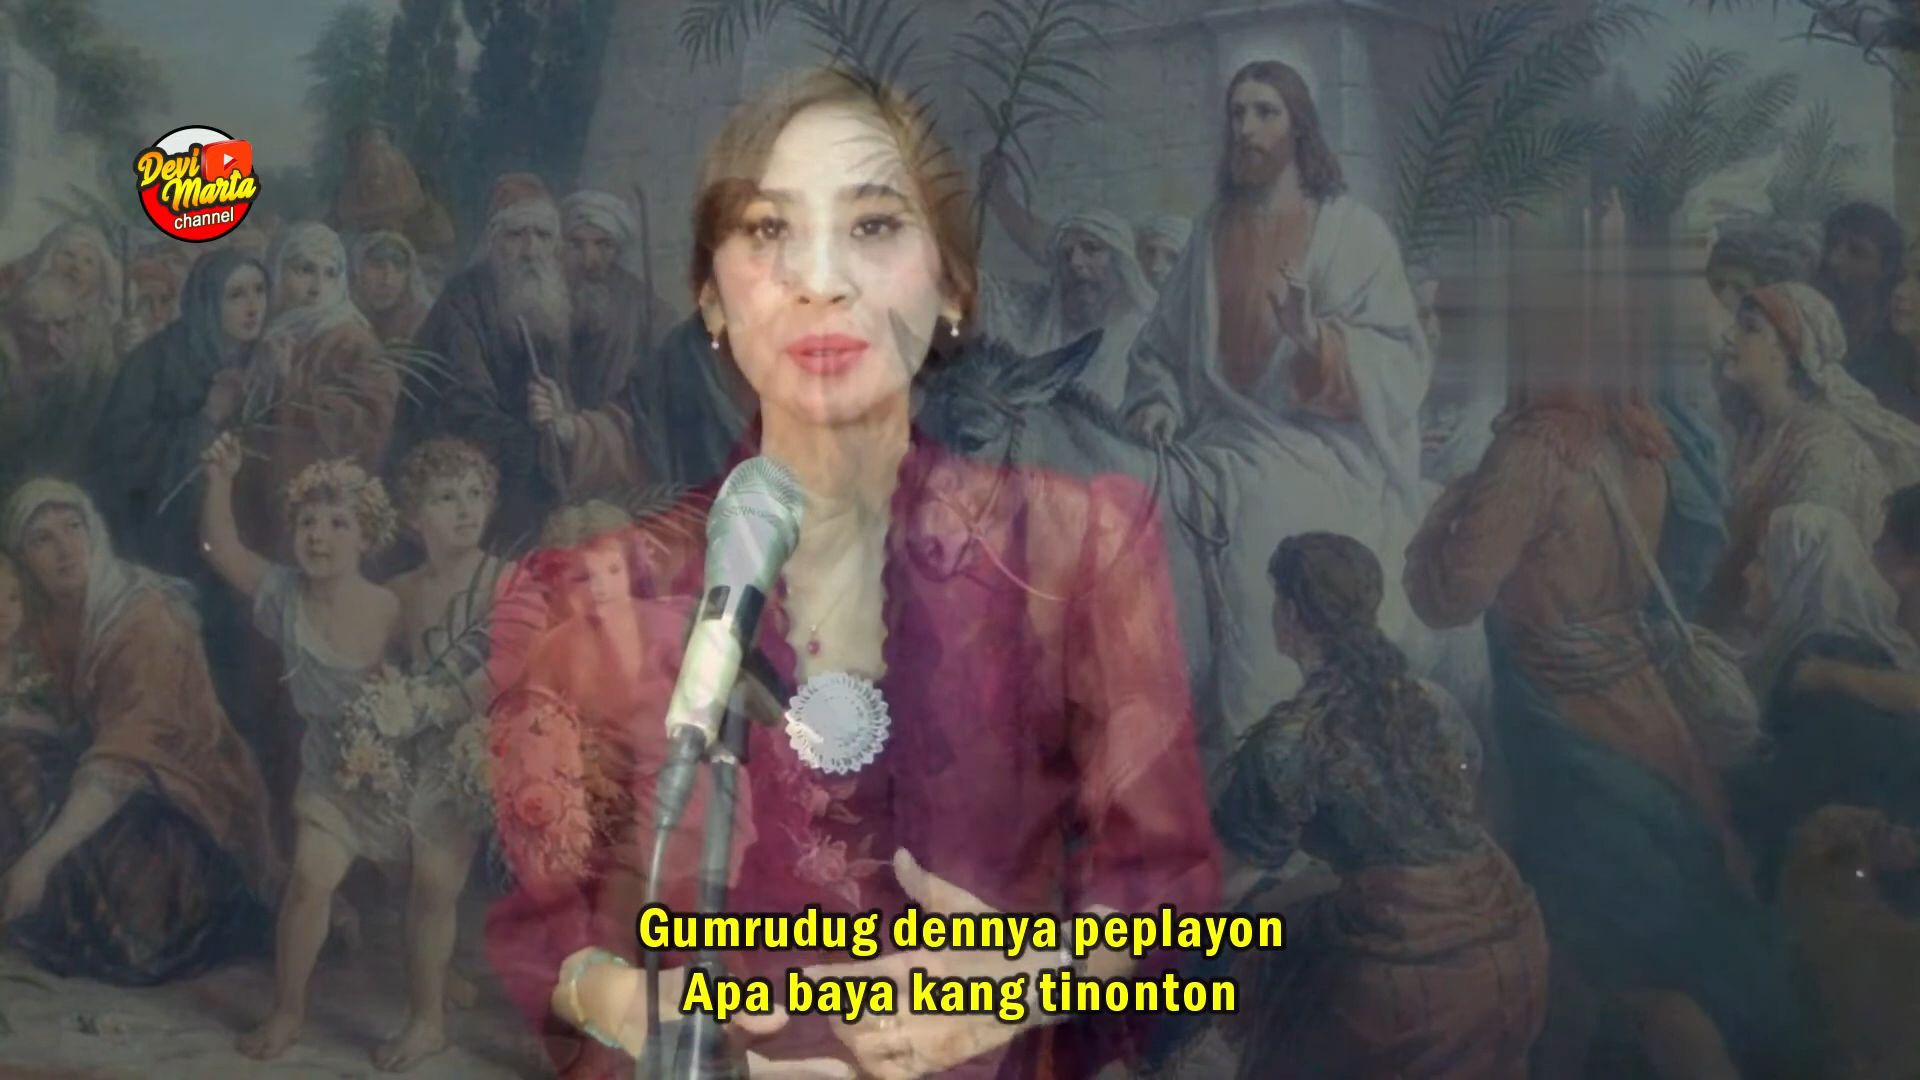 Devi
Marta
channel
Gumrudug dennya peplayon
Apa baya kang tinonton